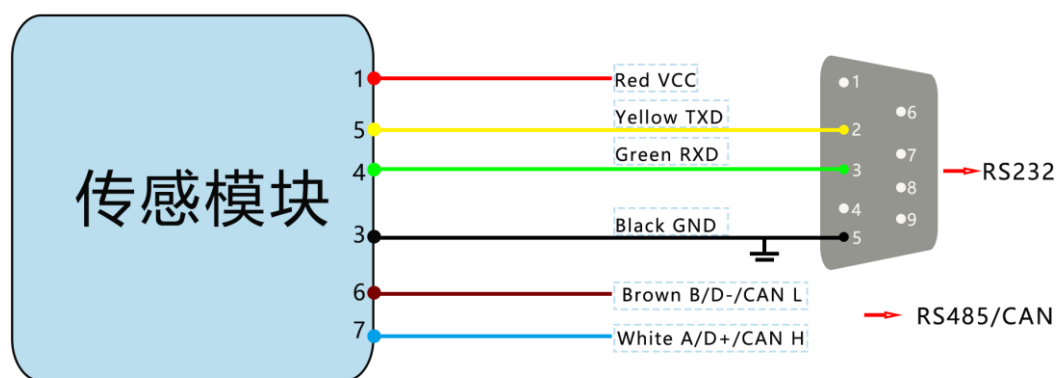 传感模块
1
Red VCC
5
Yellow TXD
4
Green RXD
3
Black GND
6
Brown B/D-/CAN L
7
White A/D+/CAN H
1
2
3
4
5
6
7
8
9
RS232
RS485/CAN